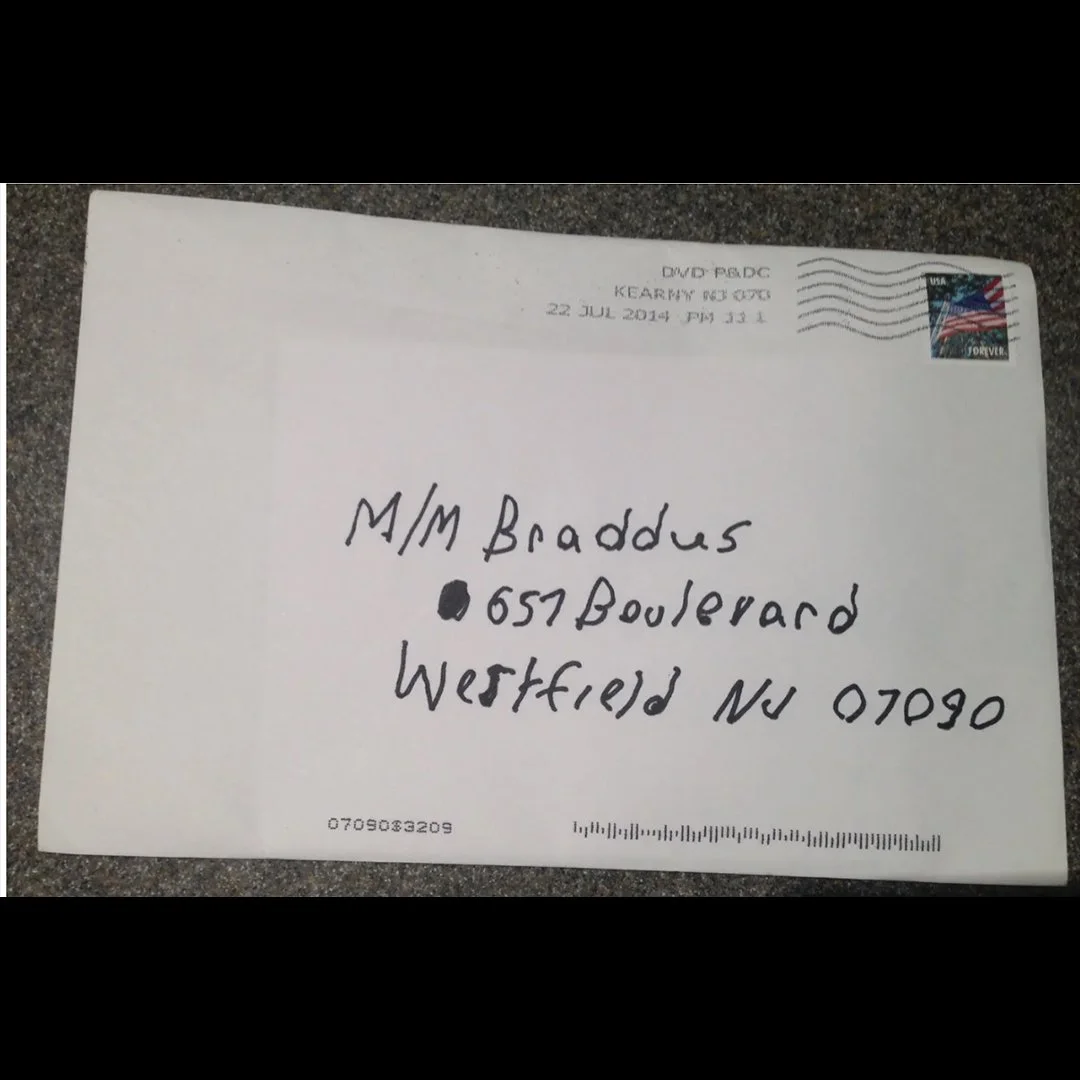 DVD P&DC
KEARNY NJ 070
22 JUL 2014 PM 11 L
USA
FOREVER
M/M Braddus
657 Boulevard
Westfield NJ 07090
07090$3209